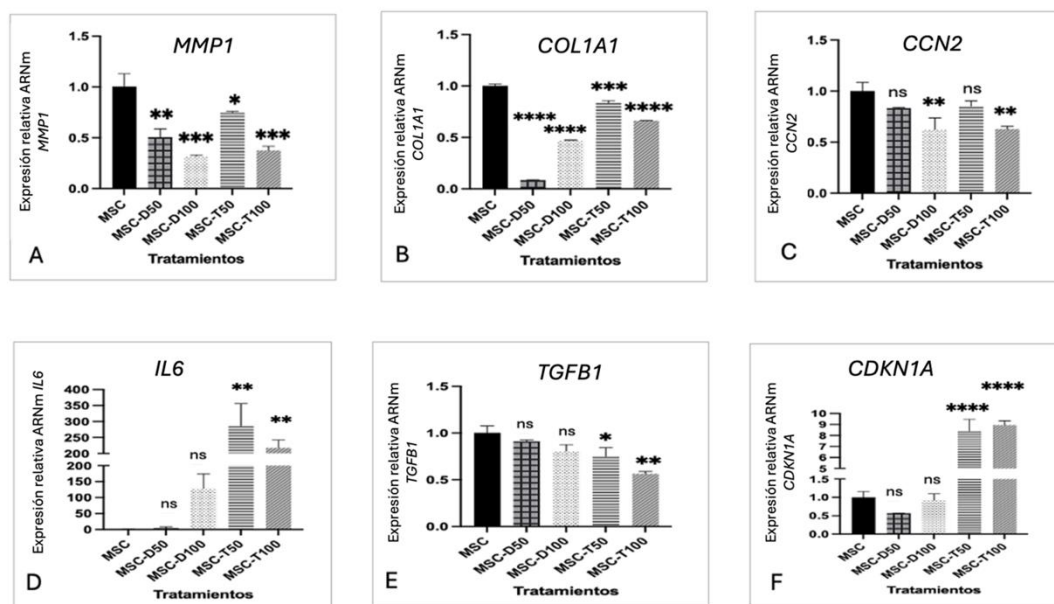 MMP1
Expresión relativa ARNm
MMP1
1.5
1.0
0.5
0.0
**
***
*
***
MSC
MSC-D50
MSC-D100
MSC-T50
MSC-T100
Tratamientos
A
COL1A1
Expresión relativa ARNm
COL1A1
1.5
1.0
0.5
0.0
****
****
***
****
MSC
MSC-D50
MSC-D100
MSC-T50
MSC-T100
Tratamientos
B
CCN2
Expresión relativa ARNm
CCN2
1.5
1.0
0.5
0.0
ns
**
ns
**
MSC
MSC-D50
MSC-D100
MSC-T50
MSC-T100
Tratamientos
C
IL6
Expresión relativa ARNm IL6
400
350
300
250
200
200
150
100
50
0
ns
ns
**
**
MSC
MSC-D50
MSC-D100
MSC-T50
MSC-T100
Tratamientos
D
TGFB1
Expresión relativa ARNm
TGFB1
1.5
1.0
0.5
0.0
ns
ns
*
**
MSC
MSC-D50
MSC-D100
MSC-T50
MSC-T100
Tratamientos
E
CDKN1A
Expresión relativa ARNm
CDKN1A
10
9
8
7
6
5
1.5
1.0
0.5
0.0
ns
ns
****
****
MSC
MSC-D50
MSC-D100
MSC-T50
MSC-T100
Tratamientos
F